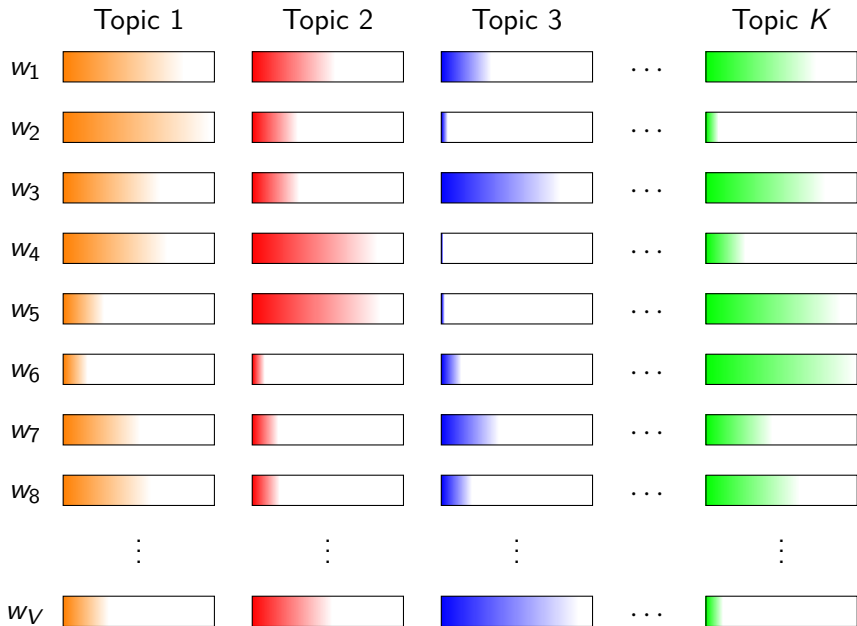 Topic 1 Topic 2 Topic 3 Topic K
w1 ...
w2 ...
w3 ...
w4 ...
w5 ...
w6 ...
w7 ...
w8 ...
⋮ ⋮ ⋮ ⋮
wV ...